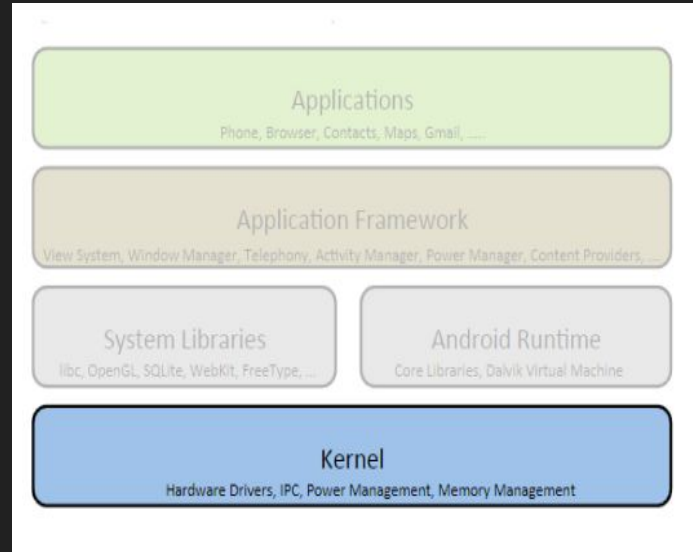 Applications
Phone, Browser, Contacts, Maps, Gmail, .....
Application Framework
View System, Window Manager, Telephony, Activity Manager, Power Manager, Content Providers, ...
System Libraries
libc, OpenGL, SQLite, WebKit, FreeType, ...
Android Runtime
Core Libraries, Dalvik Virtual Machine
Kernel
Hardware Drivers, IPC, Power Management, Memory Management